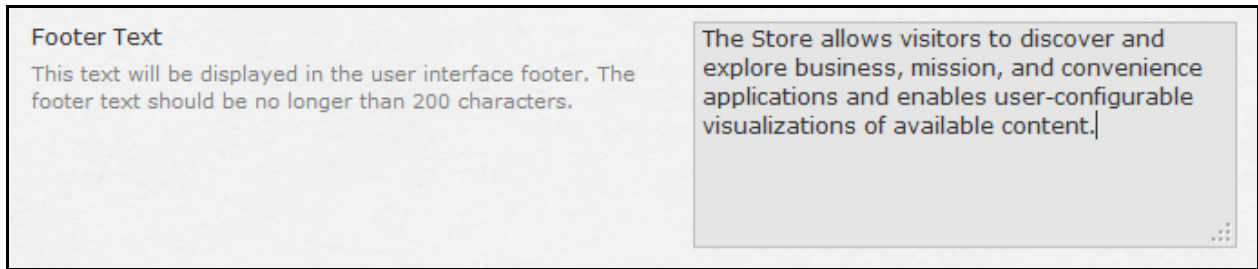 Footer Text
This text will be displayed in the user interface footer. The
footer text should be no longer than 200 characters.
The Store allows visitors to discover and
explore business, mission, and convenience
applications and enables user-configurable
visualizations of available content.